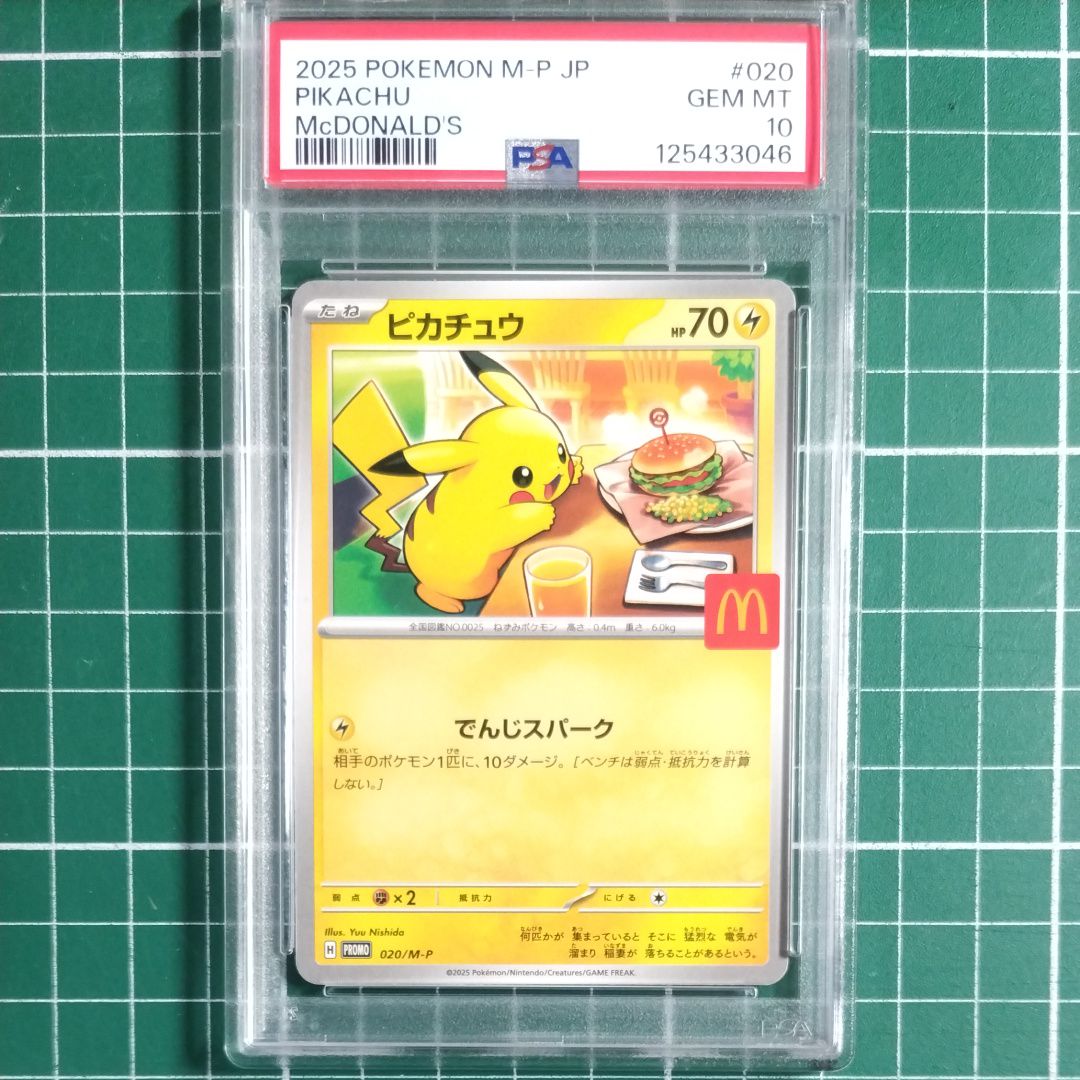 2025 POKEMON M-P JP #020
PIKACHU GEM MT
McDONALD'S 10
PSA 125433046
たね ピカチュウ HP70
全国図鑑NO.0025 ねずみポケモン 高さ:0.4m 重さ:6.0kg
でんじスパーク
相手のポケモン1匹に、10ダメージ。[ベンチは弱点・抵抗力を計算
しない。]
弱点 ×2 抵抗力 にげる
Illus. Yuu Nishida
何匹かが 集まっていると そこに 猛烈な 電気が
溜まり 稲妻が 落ちることがあるという。
H PROMO 020/M-P
©2025 Pokémon/Nintendo/Creatures/GAME FREAK.
PSA